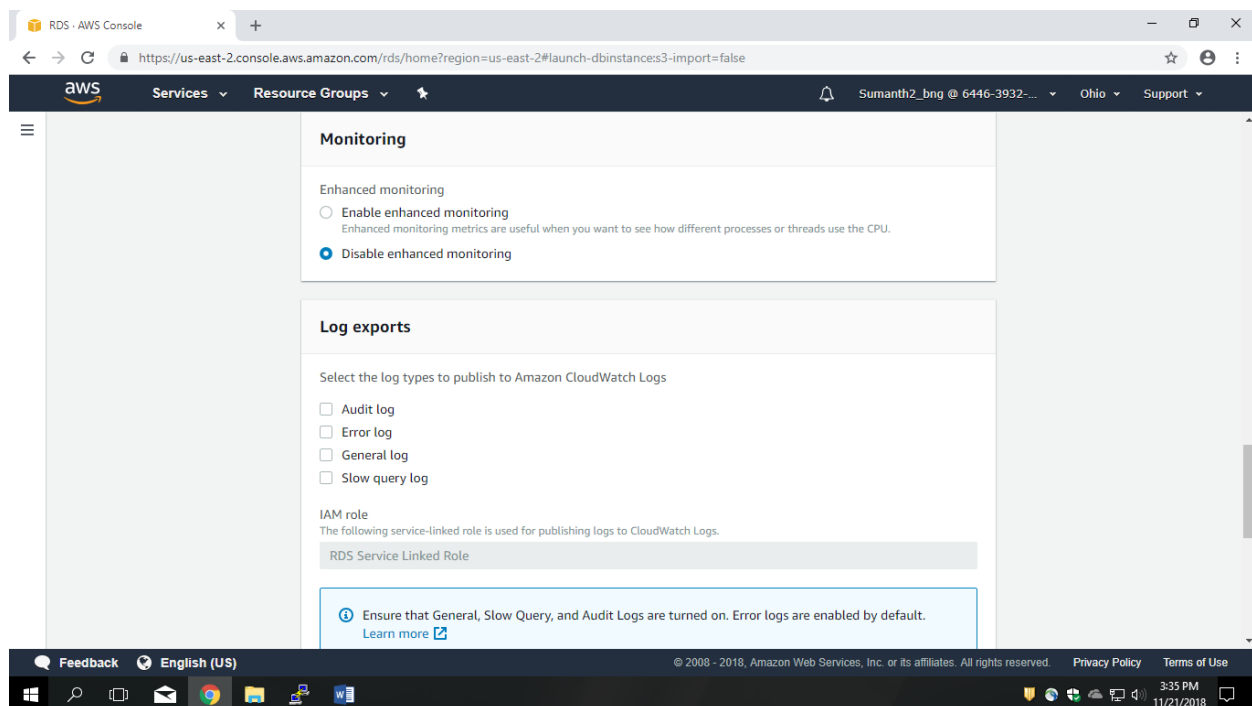 RDS · AWS Console
https://us-east-2.console.aws.amazon.com/rds/home?region=us-east-2#launch-dbinstance:s3-import=false
aws Services Resource Groups Sumanth2_bng @ 6446-3932-... Ohio Support
Monitoring
Enhanced monitoring
Enable enhanced monitoring
Enhanced monitoring metrics are useful when you want to see how different processes or threads use the CPU.
Disable enhanced monitoring
Log exports
Select the log types to publish to Amazon CloudWatch Logs
Audit log
Error log
General log
Slow query log
IAM role
The following service-linked role is used for publishing logs to CloudWatch Logs.
RDS Service Linked Role
Ensure that General, Slow Query, and Audit Logs are turned on. Error logs are enabled by default.
Learn more
Feedback English (US) © 2008 - 2018, Amazon Web Services, Inc. or its affiliates. All rights reserved. Privacy Policy Terms of Use
3:35 PM
11/21/2018